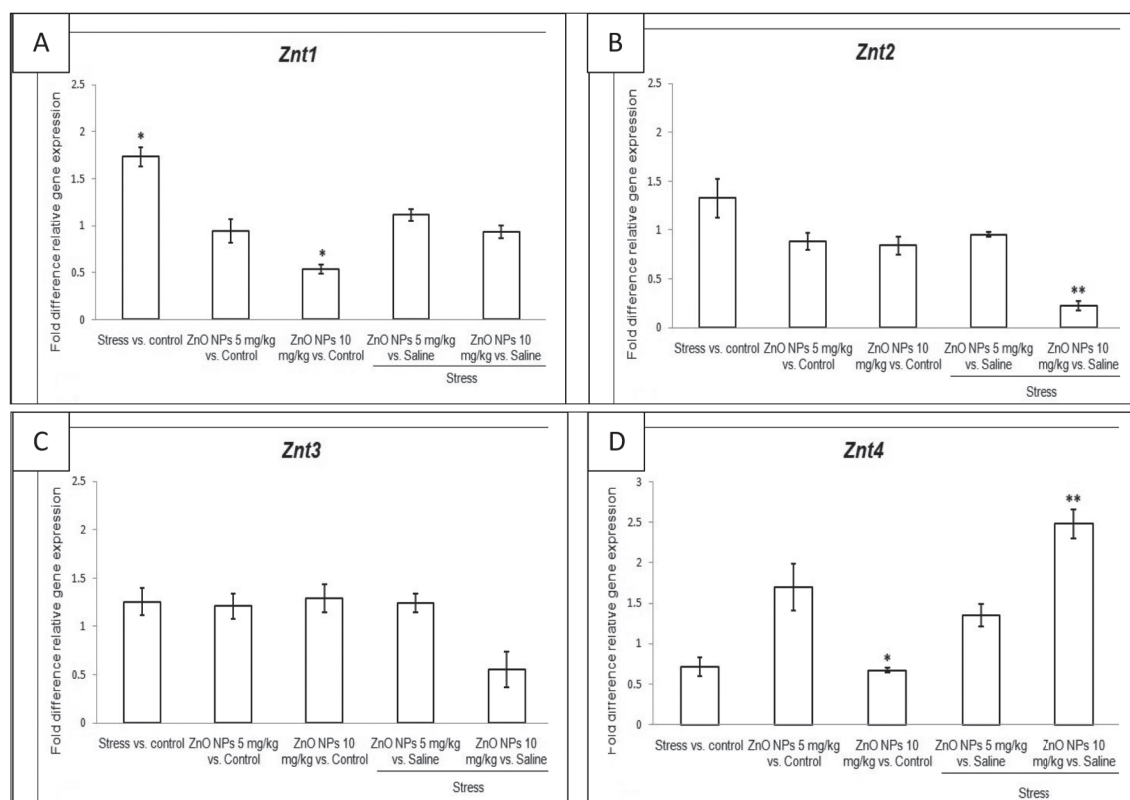 A
Znt1
Fold difference relative gene expression
2.5
2
1.5
1
0.5
0
*
*
Stress vs. control
ZnO NPs 5 mg/kg
vs. Control
ZnO NPs 10
mg/kg vs. Control
ZnO NPs 5 mg/kg
vs. Saline
ZnO NPs 10
mg/kg vs. Saline
Stress
B
Znt2
Fold difference relative gene expression
2.5
2
1.5
1
0.5
0
**
Stress vs. control
ZnO NPs 5 mg/kg
vs. Control
ZnO NPs 10
mg/kg vs. Control
ZnO NPs 5 mg/kg
vs. Saline
ZnO NPs 10
mg/kg vs. Saline
Stress
C
Znt3
Fold difference relative gene expression
2.5
2
1.5
1
0.5
0
Stress vs. control
ZnO NPs 5 mg/kg
vs. Control
ZnO NPs 10
mg/kg vs. Control
ZnO NPs 5 mg/kg
vs. Saline
ZnO NPs 10
mg/kg vs. Saline
Stress
D
Znt4
Fold difference relative gene expression
3
2.5
2
1.5
1
0.5
0
*
**
Stress vs. control
ZnO NPs 5 mg/kg
vs. Control
ZnO NPs 10
mg/kg vs. Control
ZnO NPs 5 mg/kg
vs. Saline
ZnO NPs 10
mg/kg vs. Saline
Stress